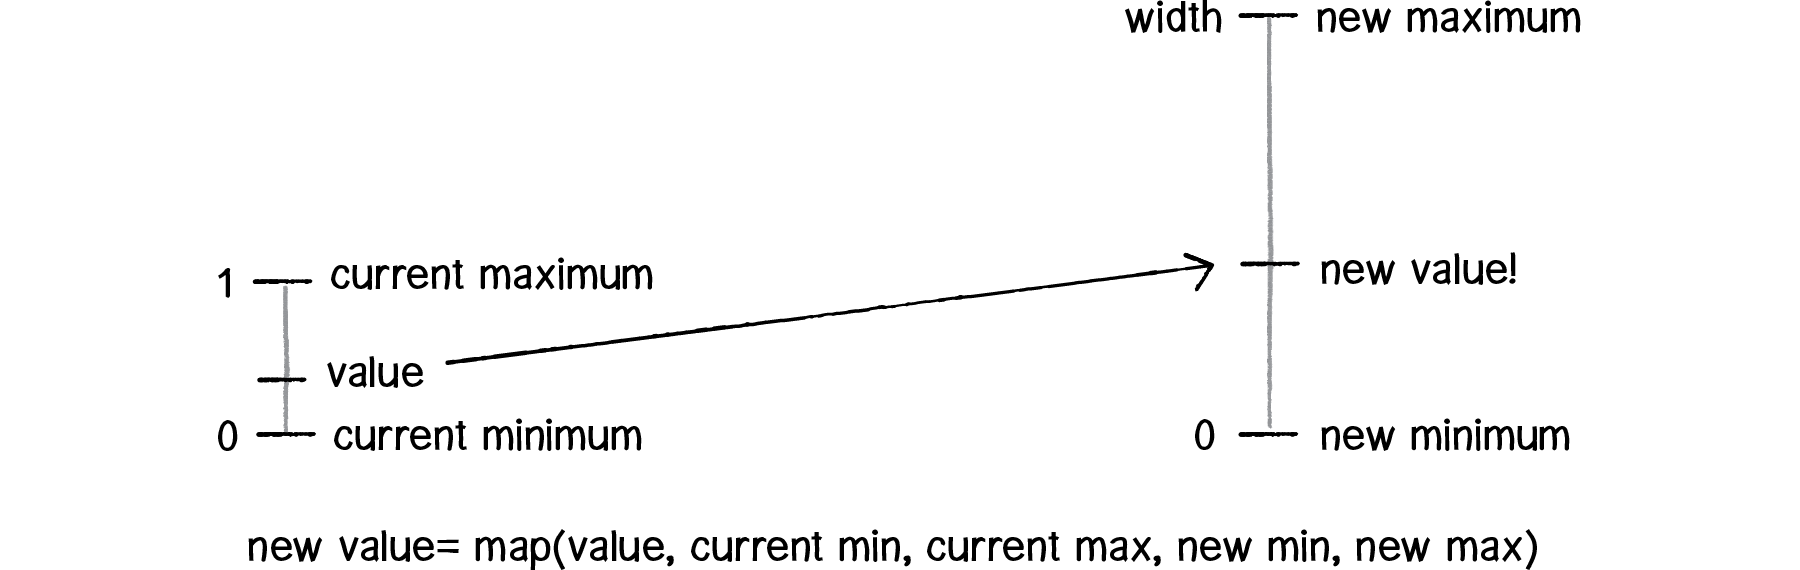 width new maximum
1 current maximum
value
new value!
0 current minimum
0 new minimum
new value= map(value, current min, current max, new min, new max)